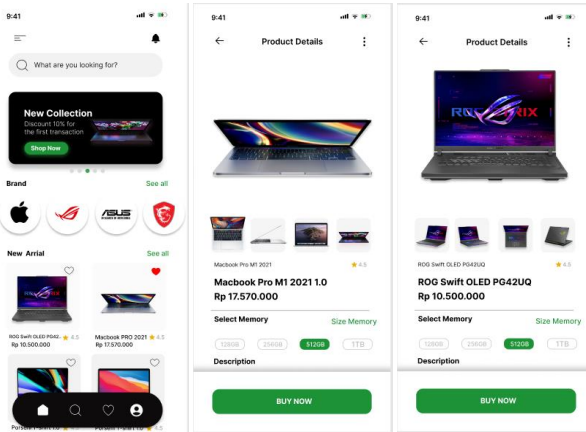 9:41
What are you looking for?
New Collection
Discount 10% for
the first transaction
Shop Now
Brand
See all
ASUS
New Arrial
See all
ROG Swift OLED PG42.. 4.5
Rp 10.500.000
Macbook PRO 2021 4.5
Rp 17.570.000
9:41
Product Details
Macbook Pro M1 2021
4.5
Macbook Pro M1 2021 1.0
Rp 17.570.000
Select Memory
Size Memory
128GB
256GB
512GB
1TB
Description
BUY NOW
9:41
Product Details
ROG Swift OLED PG42UQ
4.5
ROG Swift OLED PG42UQ
Rp 10.500.000
Select Memory
Size Memory
128GB
256GB
512GB
1TB
Description
BUY NOW